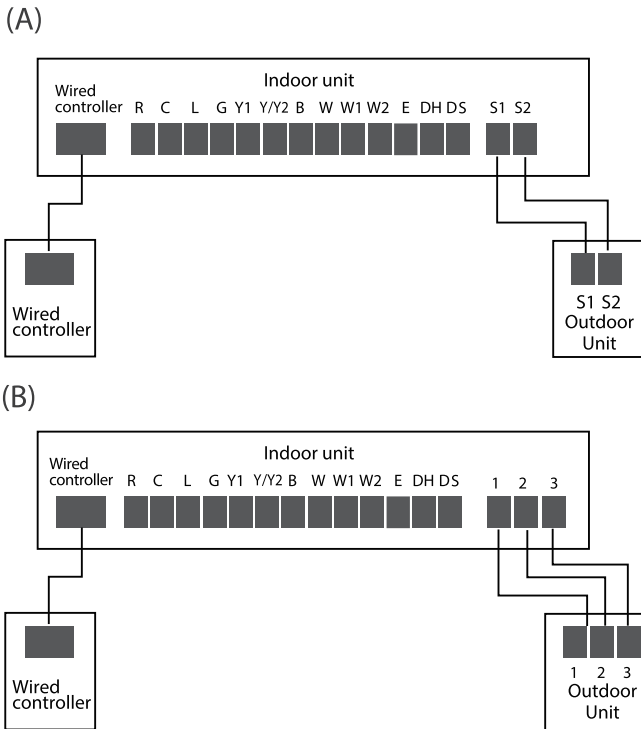 (A)
Indoor unit
Wired
controller
R C L G Y1 Y/Y2 B W W1 W2 E DH DS S1 S2
Wired
controller
S1 S2
Outdoor
Unit
(B)
Indoor unit
Wired
controller
R C L G Y1 Y/Y2 B W W1 W2 E DH DS 1 2 3
Wired
controller
1 2 3
Outdoor
Unit